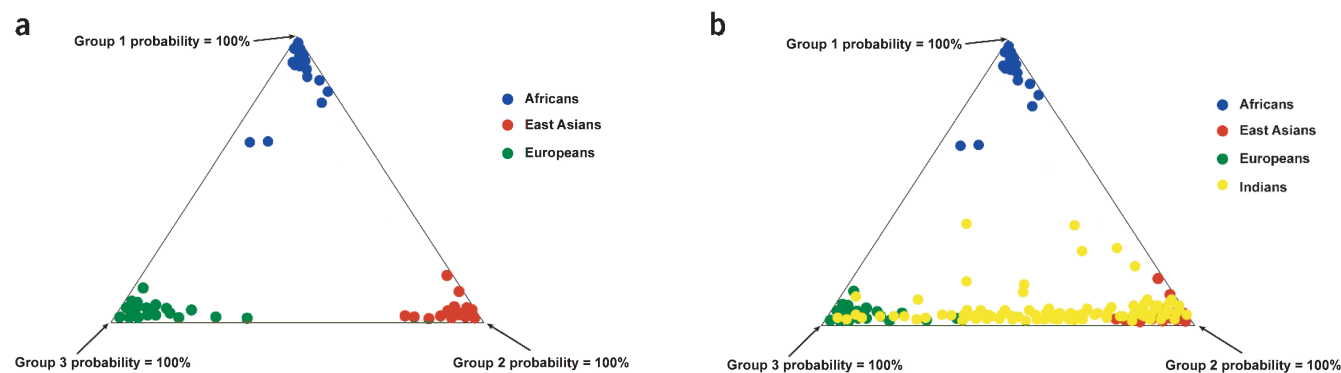 a
Group 1 probability = 100%
Africans
East Asians
Europeans
Group 3 probability = 100%
Group 2 probability = 100%
b
Group 1 probability = 100%
Africans
East Asians
Europeans
Indians
Group 3 probability = 100%
Group 2 probability = 100%